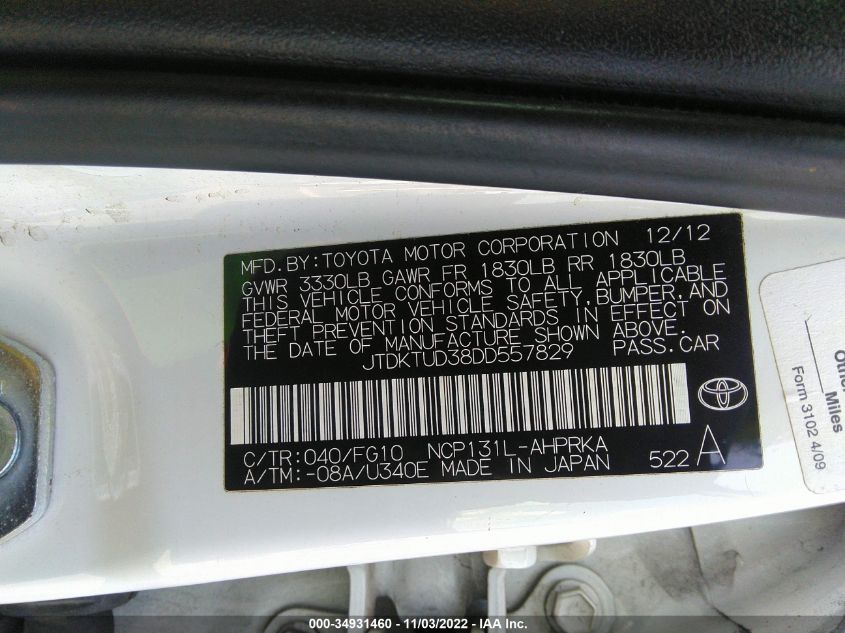 MFD.BY:TOYOTA MOTOR CORPORATION 12/12
GVWR 3330LB GAWR FR 1830LB RR 1830LB
THIS VEHICLE CONFORMS TO ALL APPLICABLE
FEDERAL MOTOR VEHICLE SAFETY,BUMPER,AND
THEFT PREVENTION STANDARDS IN EFFECT ON
THE DATE OF MANUFACTURE SHOWN ABOVE.
JTDKTUD38DD557829 PASS.CAR
C/TR:040/FG10 NCP131L-AHPRKA
A/TM:-08A/U340E MADE IN JAPAN 522 A
Miles
Form 3102 4/09
000-34931460 - 11/03/2022 - IAA Inc.